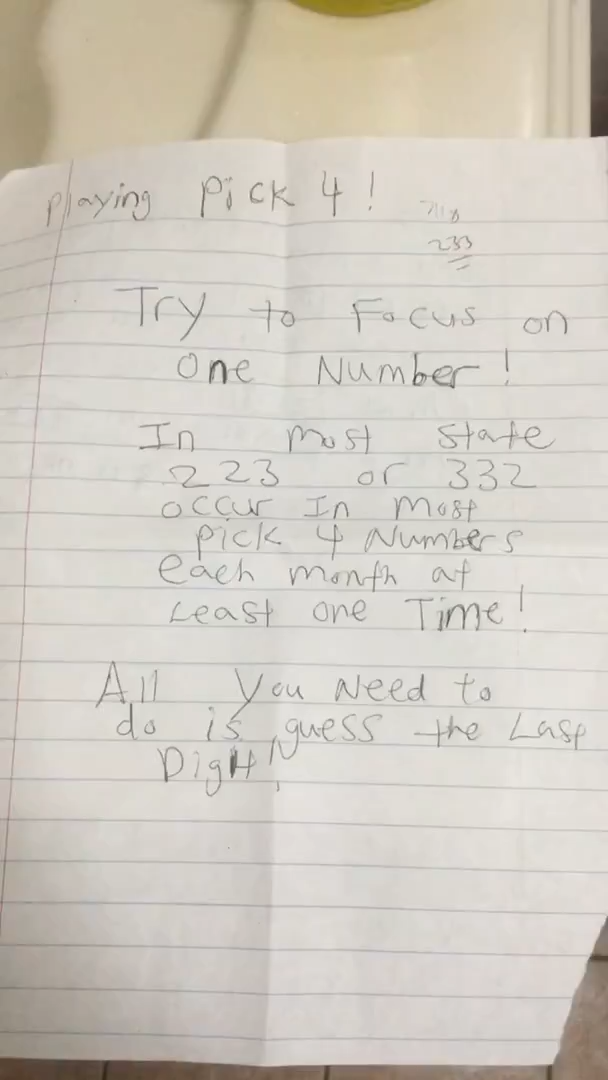 playing Pick 4!
233
Try to Focus on
One Number!
In most state
223 or 332
occur In Most
Pick 4 Numbers
each month at
Least one Time!
All You Need to
do is guess the Last
Digit!